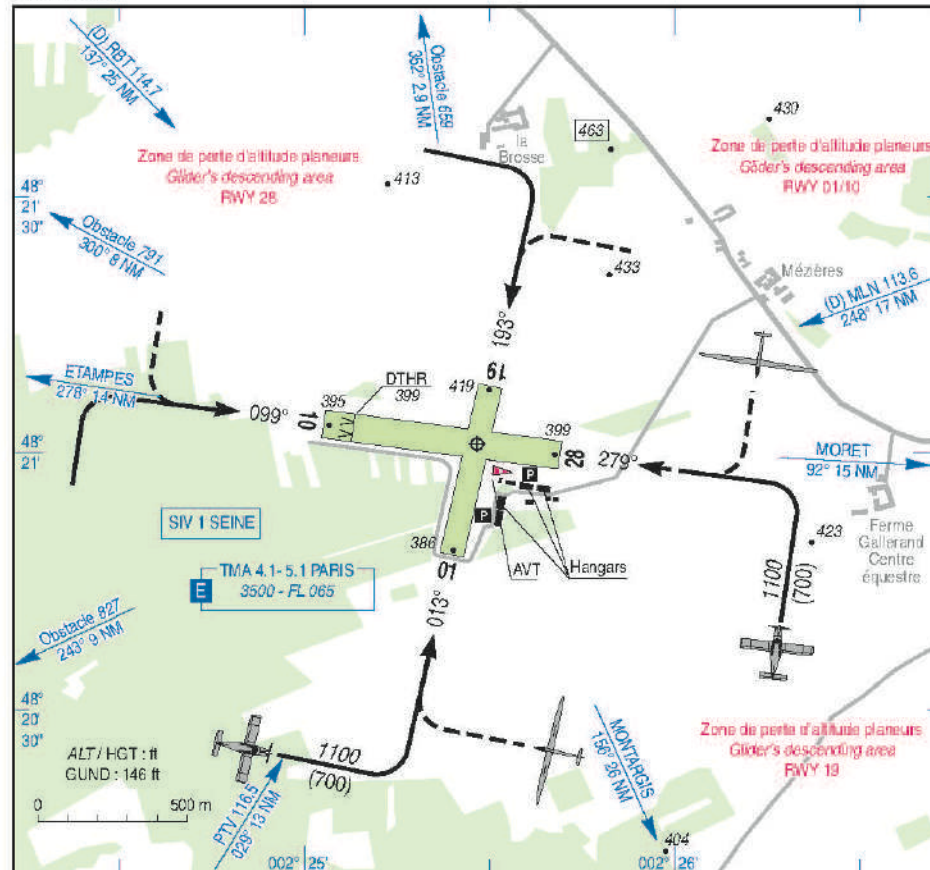 (D) RBT 114.7
137° 25 NM
Obstacle 659
352° 2.9 NM
la
Brosse
463
430
Zone de perte d'altitude planeurs
Glider's descending area
RWY 28
Zone de perte d'altitude planeurs
Glider's descending area
RWY 01/10
413
48°
21'
30"
Obstacle 791
300° 8 NM
433
Mézières
(D) MLN 113.6
248° 17 NM
193°
ETAMPES
278° 14 NM
DTHR
399
419
19
395
10
099°
399
28
279°
48°
21'
MORET
92° 15 NM
P
P
SIV 1 SEINE
386
01
AVT
Hangars
423
Ferme
Gallerand
Centre
équestre
E
TMA 4.1- 5.1 PARIS
3500 - FL 065
013°
1100
(700)
Obstacle 827
243° 9 NM
48°
20'
30"
1100
(700)
MONTARGIS
156° 26 NM
Zone de perte d'altitude planeurs
Glider's descending area
RWY 19
ALT / HGT : ft
GUND : 146 ft
0 500 m
PTV 116.5
029° 13 NM
404
002° 25'
002° 26'